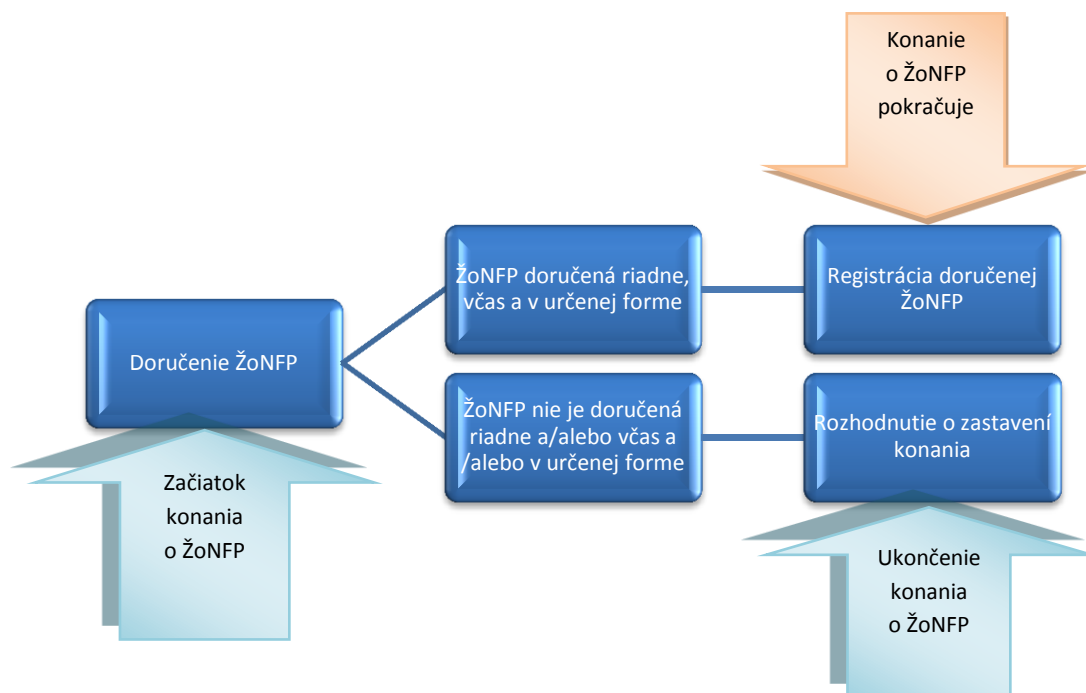 Konanie
o ŽoNFP
pokračuje
ŽoNFP doručená riadne,
včas a v určenej forme
Registrácia doručenej
ŽoNFP
Doručenie ŽoNFP
ŽoNFP nie je doručená
riadne a/alebo včas a
/alebo v určenej forme
Rozhodnutie o zastavení
konania
Začiatok
konania
o ŽoNFP
Ukončenie
konania
o ŽoNFP